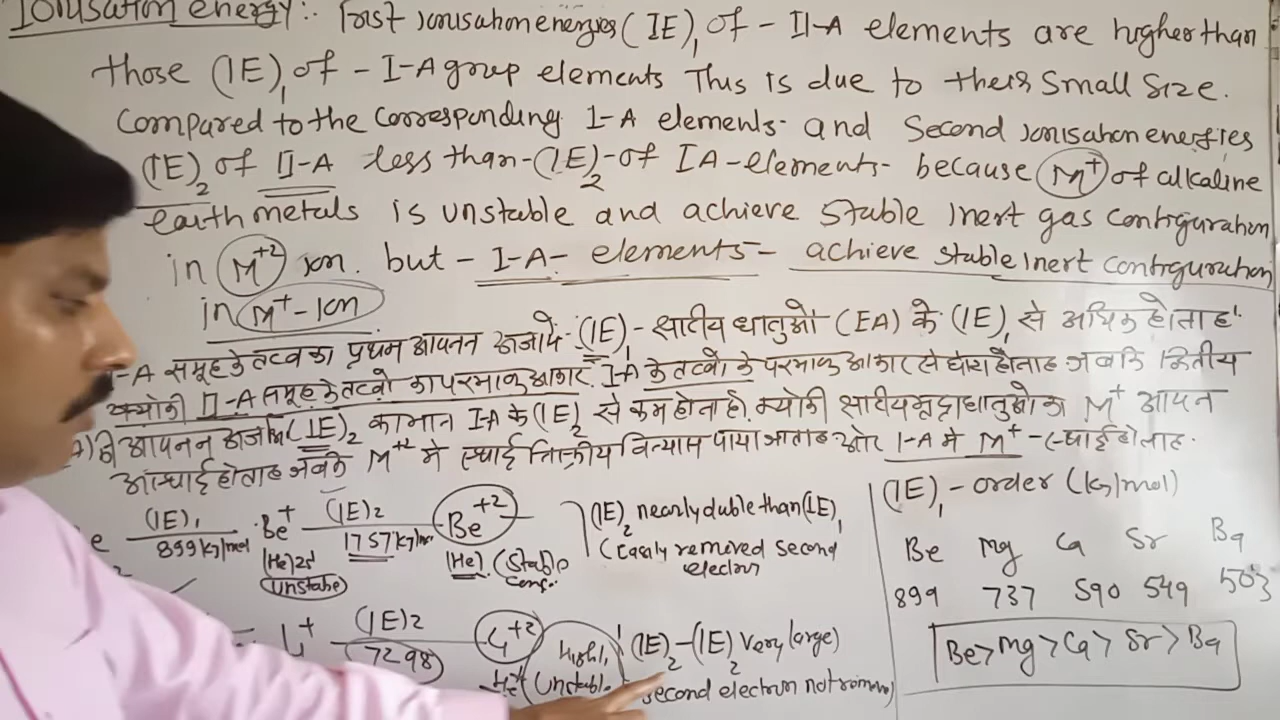 Ionisation energy:- First Ionisation energies (IE)1 of - II-A elements are higher than
those (IE)1 of - I-A group elements This is due to their Small Size.
Compared to the corresponding I-A elements and Second Ionisation energies
(IE)2 of II-A less than - (IE)2 - of IA - elements - because M+ of alkaline
earth metals is unstable and achieve stable inert gas configuration
in M+2 ion. but - I-A - elements - achieve stable inert configuration
in M+ - Ion
-A समूह के तत्व का प्रथम आयनन ऊर्जाये - (IE)1 - क्षारीय धातुओ (IA) के (IE)1 से अधिक होता है
क्योकी II-A समूह के तत्वो का परमाणु आकार I-A के तत्वो के परमाणु आकार से छोटा होता है जबकि द्वितीय
आयनन ऊर्जा (IE)2 का मान I-A के (IE)2 से कम होता है. क्योकी क्षारीय मृदा धातुओ का M+ आयन
अस्थाई होता है जबकि M+2 मे स्थाई निष्क्रीय विन्यास पाया जाता है और I-A मे M+ - स्थाई होता है.
e (IE)1 899 kJ/mol Be+ (IE)2 1757 kJ/mol Be+2 (IE)2 nearly duble than (IE)1
[He]2s1 [He] (Stable (Easily removed second
Unstabe) Conf. electron
Li+ (IE)2 7298 Li+2 Highly (IE)2 - (IE)2 very large)
(Unstable second electron not
(IE)1 - order (kJ/mol)
Be Mg Ca Sr Ba
899 737 590 549 503
Be > Mg > Ca > Sr > Ba